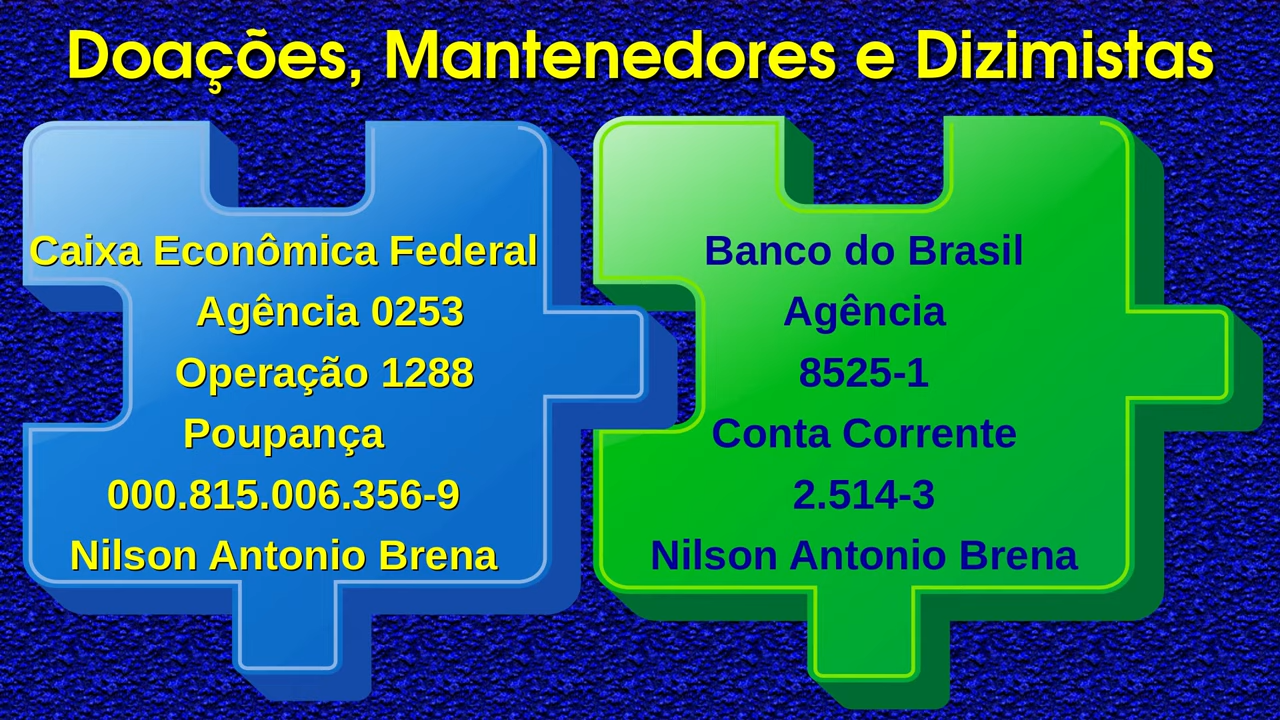 Doações, Mantenedores e Dizimistas
Caixa Econômica Federal
Agência 0253
Operação 1288
Poupança
000.815.006.356-9
Nilson Antonio Brena
Banco do Brasil
Agência
8525-1
Conta Corrente
2.514-3
Nilson Antonio Brena